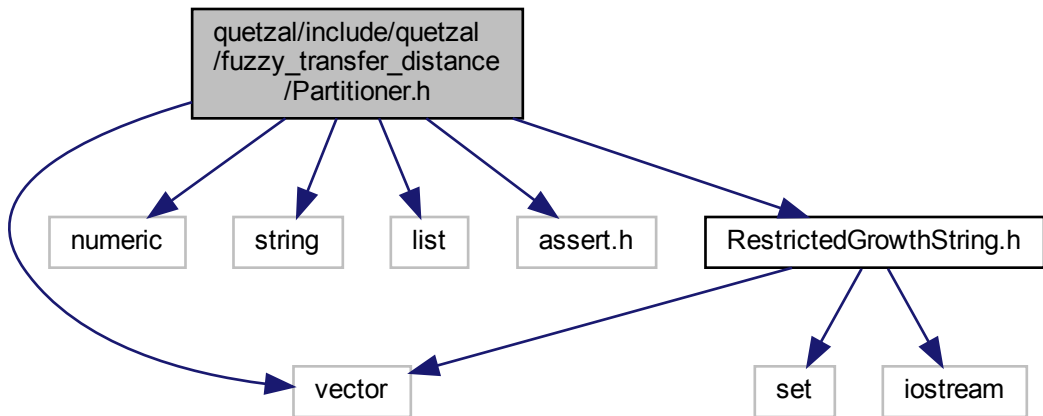 quetzal/include/quetzal
/fuzzy_transfer_distance
/Partitioner.h
numeric
string
list
assert.h
RestrictedGrowthString.h
vector
set
iostream